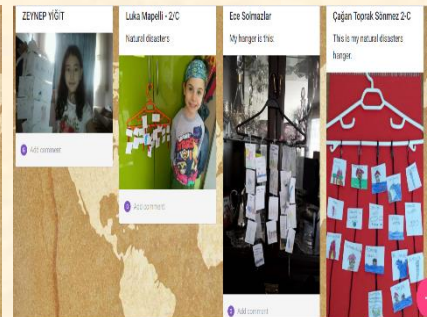 ZEYNEP YİĞİT
Add comment
Luka Mapelli - 2/C
Natural disasters
Add comment
Ece Solmazlar
My hanger is this:
Add comment
Çağan Toprak Sönmez 2-C
This is my natural disasters
hanger.